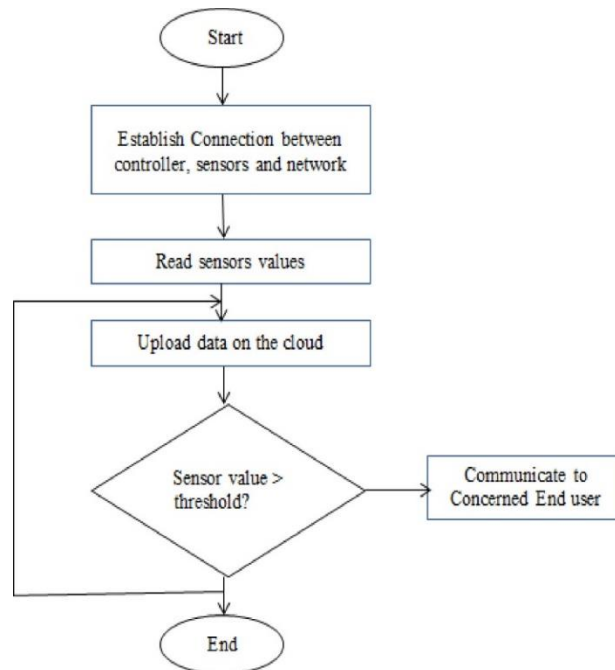 Start
Establish Connection between
controller, sensors and network
Read sensors values
Upload data on the cloud
Sensor value >
threshold?
Communicate to
Concerned End user
End